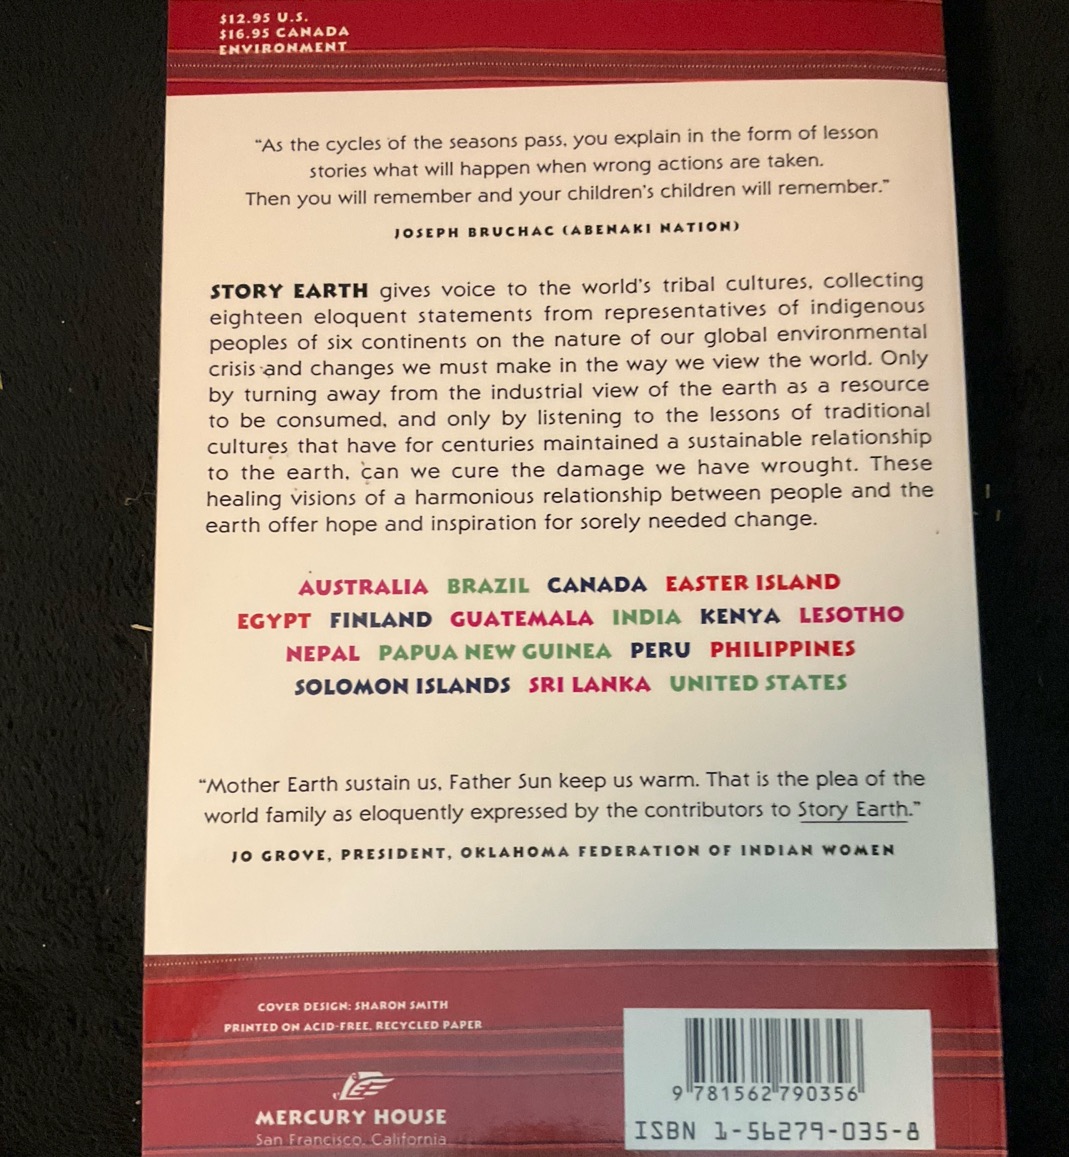 $12.95 U.S.
$16.95 CANADA
ENVIRONMENT
“As the cycles of the seasons pass, you explain in the form of lesson
stories what will happen when wrong actions are taken.
Then you will remember and your children's children will remember.”
JOSEPH BRUCHAC (ABENAKI NATION)
STORY EARTH gives voice to the world's tribal cultures, collecting
eighteen eloquent statements from representatives of indigenous
peoples of six continents on the nature of our global environmental
crisis and changes we must make in the way we view the world. Only
by turning away from the industrial view of the earth as a resource
to be consumed, and only by listening to the lessons of traditional
cultures that have for centuries maintained a sustainable relationship
to the earth, can we cure the damage we have wrought. These
healing visions of a harmonious relationship between people and the
earth offer hope and inspiration for sorely needed change.
AUSTRALIA BRAZIL CANADA EASTER ISLAND
EGYPT FINLAND GUATEMALA INDIA KENYA LESOTHO
NEPAL PAPUA NEW GUINEA PERU PHILIPPINES
SOLOMON ISLANDS SRI LANKA UNITED STATES
“Mother Earth sustain us, Father Sun keep us warm. That is the plea of the
world family as eloquently expressed by the contributors to Story Earth.”
JO GROVE, PRESIDENT, OKLAHOMA FEDERATION OF INDIAN WOMEN
COVER DESIGN: SHARON SMITH
PRINTED ON ACID-FREE, RECYCLED PAPER
MERCURY HOUSE
San Francisco, California
9 781562 790356
ISBN 1-56279-035-8